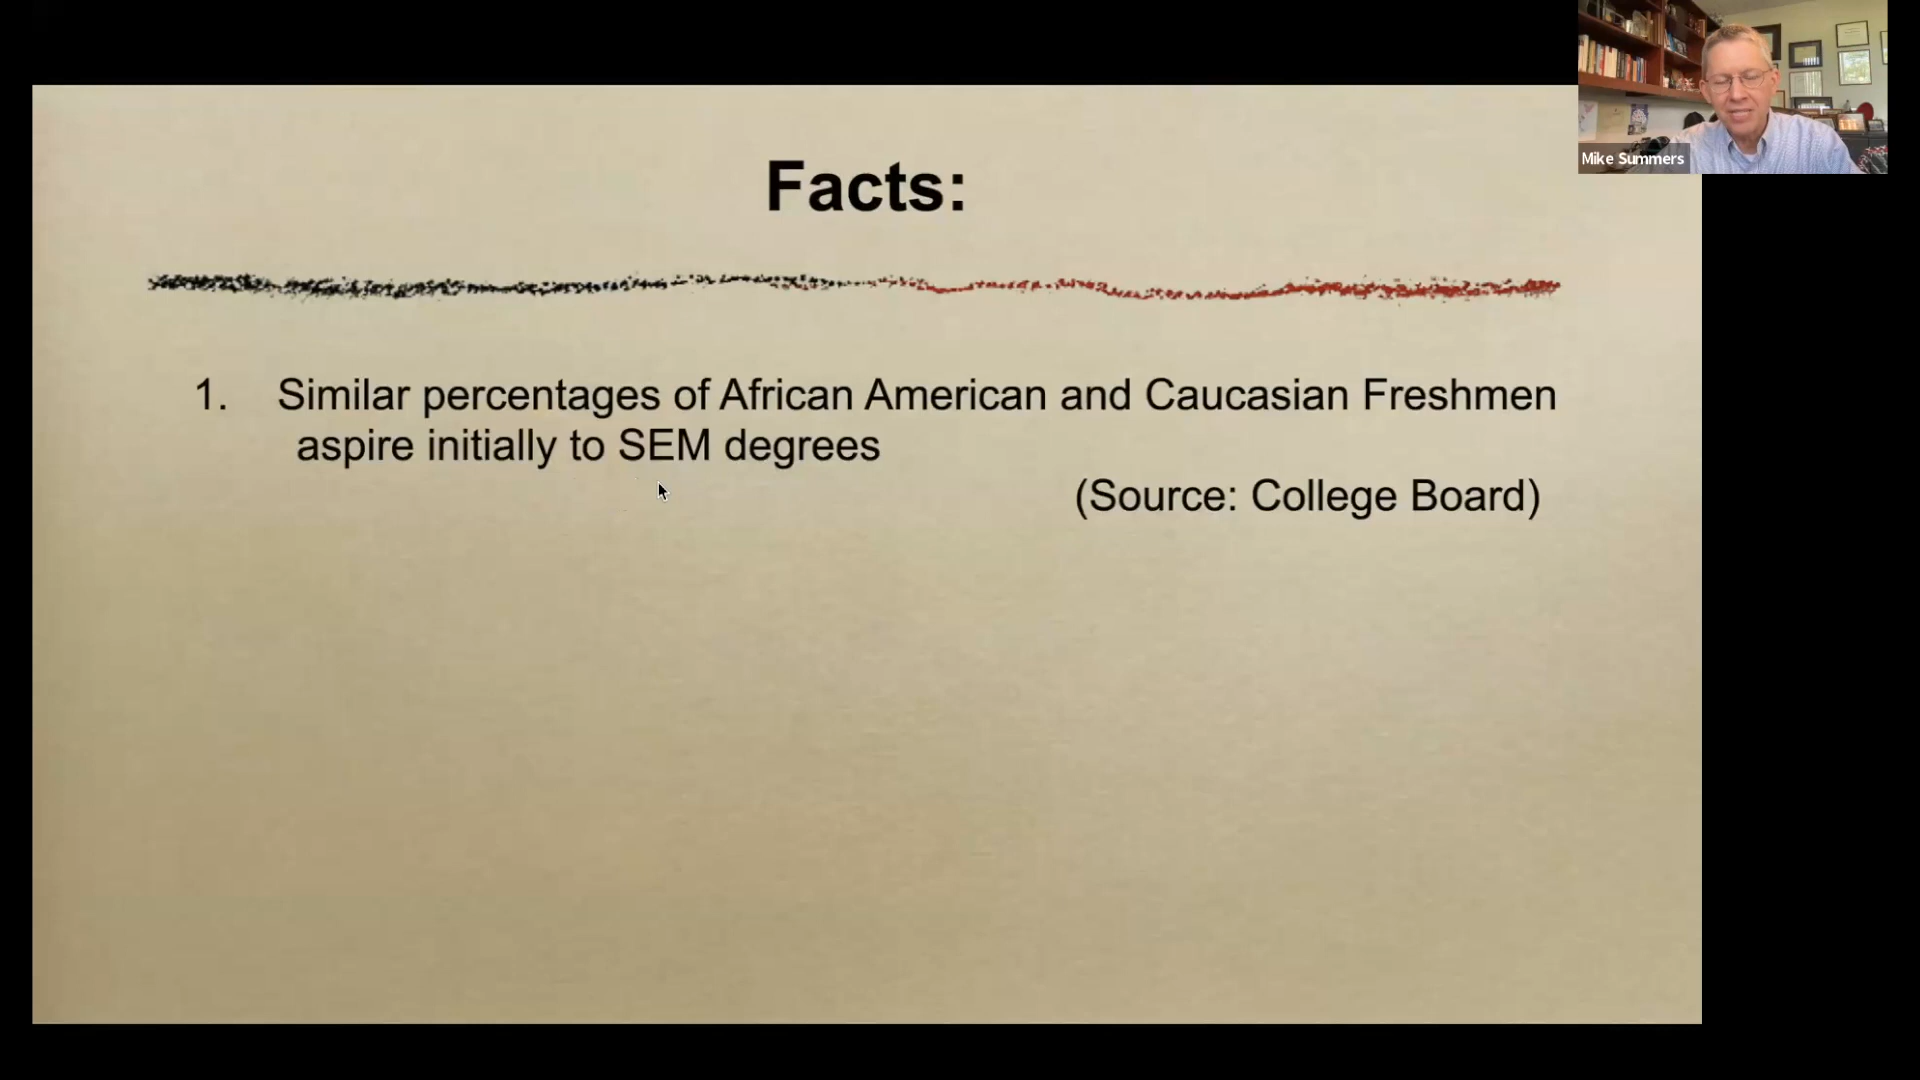 Mike Summers
Facts:
1. Similar percentages of African American and Caucasian Freshmen
aspire initially to SEM degrees
(Source: College Board)